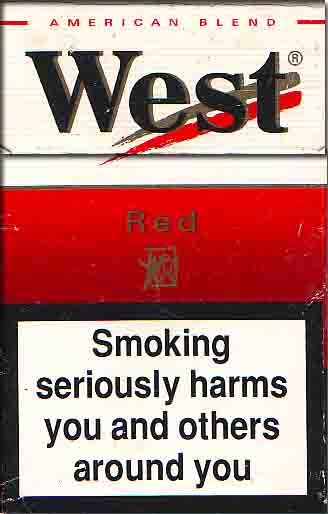 AMERICAN BLEND
West®
Red
Smoking
seriously harms
you and others
around you